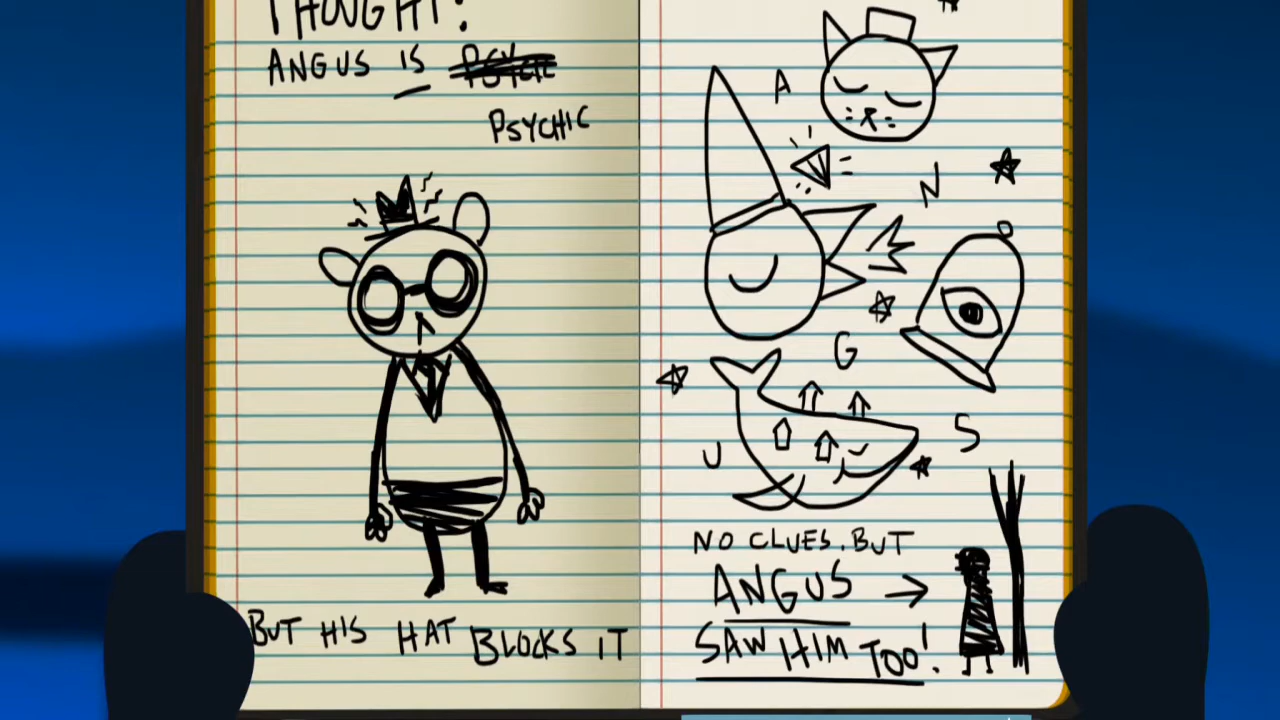 THOUGHT:
ANGUS IS
PSYCHIC
BUT HIS HAT BLOCKS IT
A
N
G
U
S
NO CLUES. BUT
ANGUS →
SAW HIM TOO!